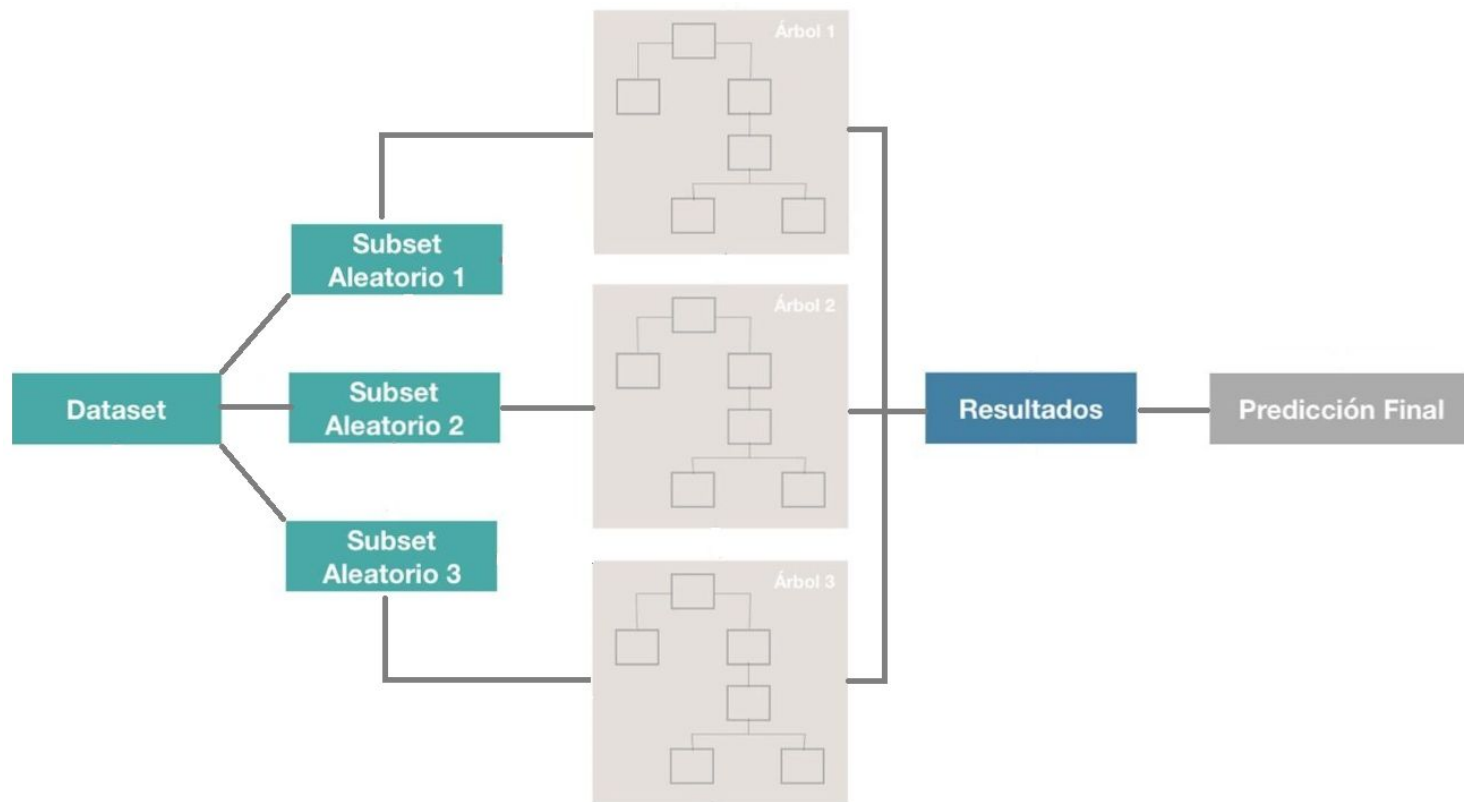 Árbol 1
Subset
Aleatorio 1
Árbol 2
Dataset
Subset
Aleatorio 2
Resultados
Predicción Final
Subset
Aleatorio 3
Árbol 3